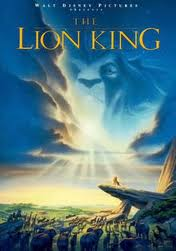 WALT DISNEY PICTURES
PRESENTS
THE
LION KING